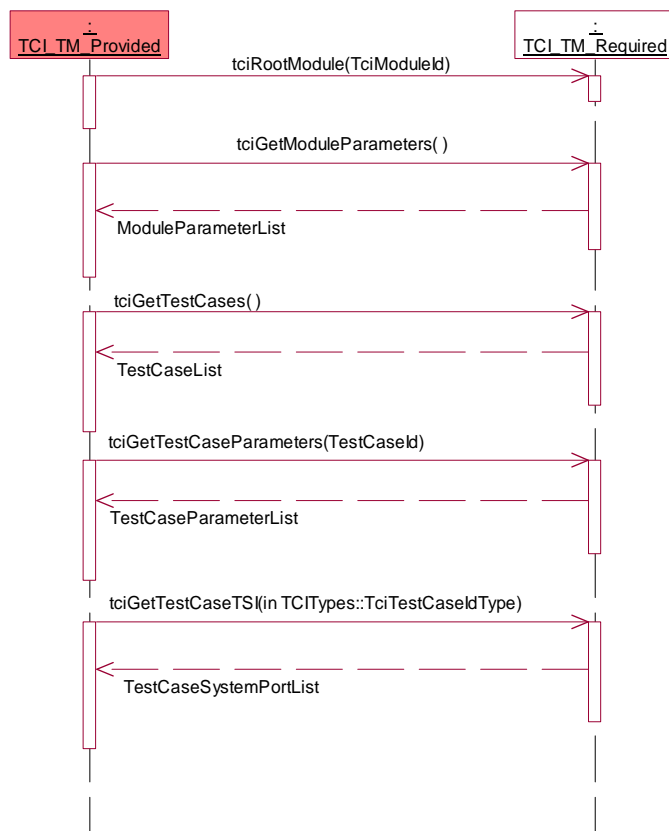 :
TCI_TM_Provided
:
TCI_TM_Required
tciRootModule(TciModuleId)
tciGetModuleParameters( )
ModuleParameterList
tciGetTestCases( )
TestCaseList
tciGetTestCaseParameters(TestCaseId)
TestCaseParameterList
tciGetTestCaseTSI(in TCITypes::TciTestCaseIdType)
TestCaseSystemPortList